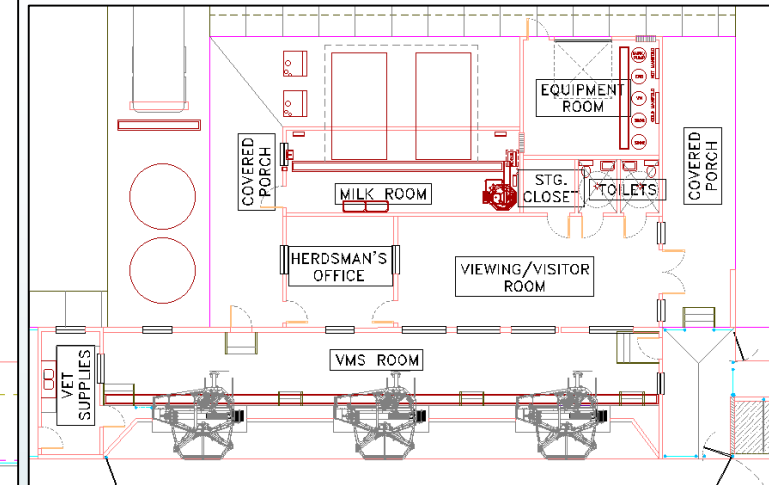 EQUIPMENT
ROOM
COVERED
PORCH
COVERED
PORCH
MILK ROOM
STG.
CLOSET
TOILETS
HERDSMAN'S
OFFICE
VIEWING/VISITOR
ROOM
VMS ROOM
VET
SUPPLIES